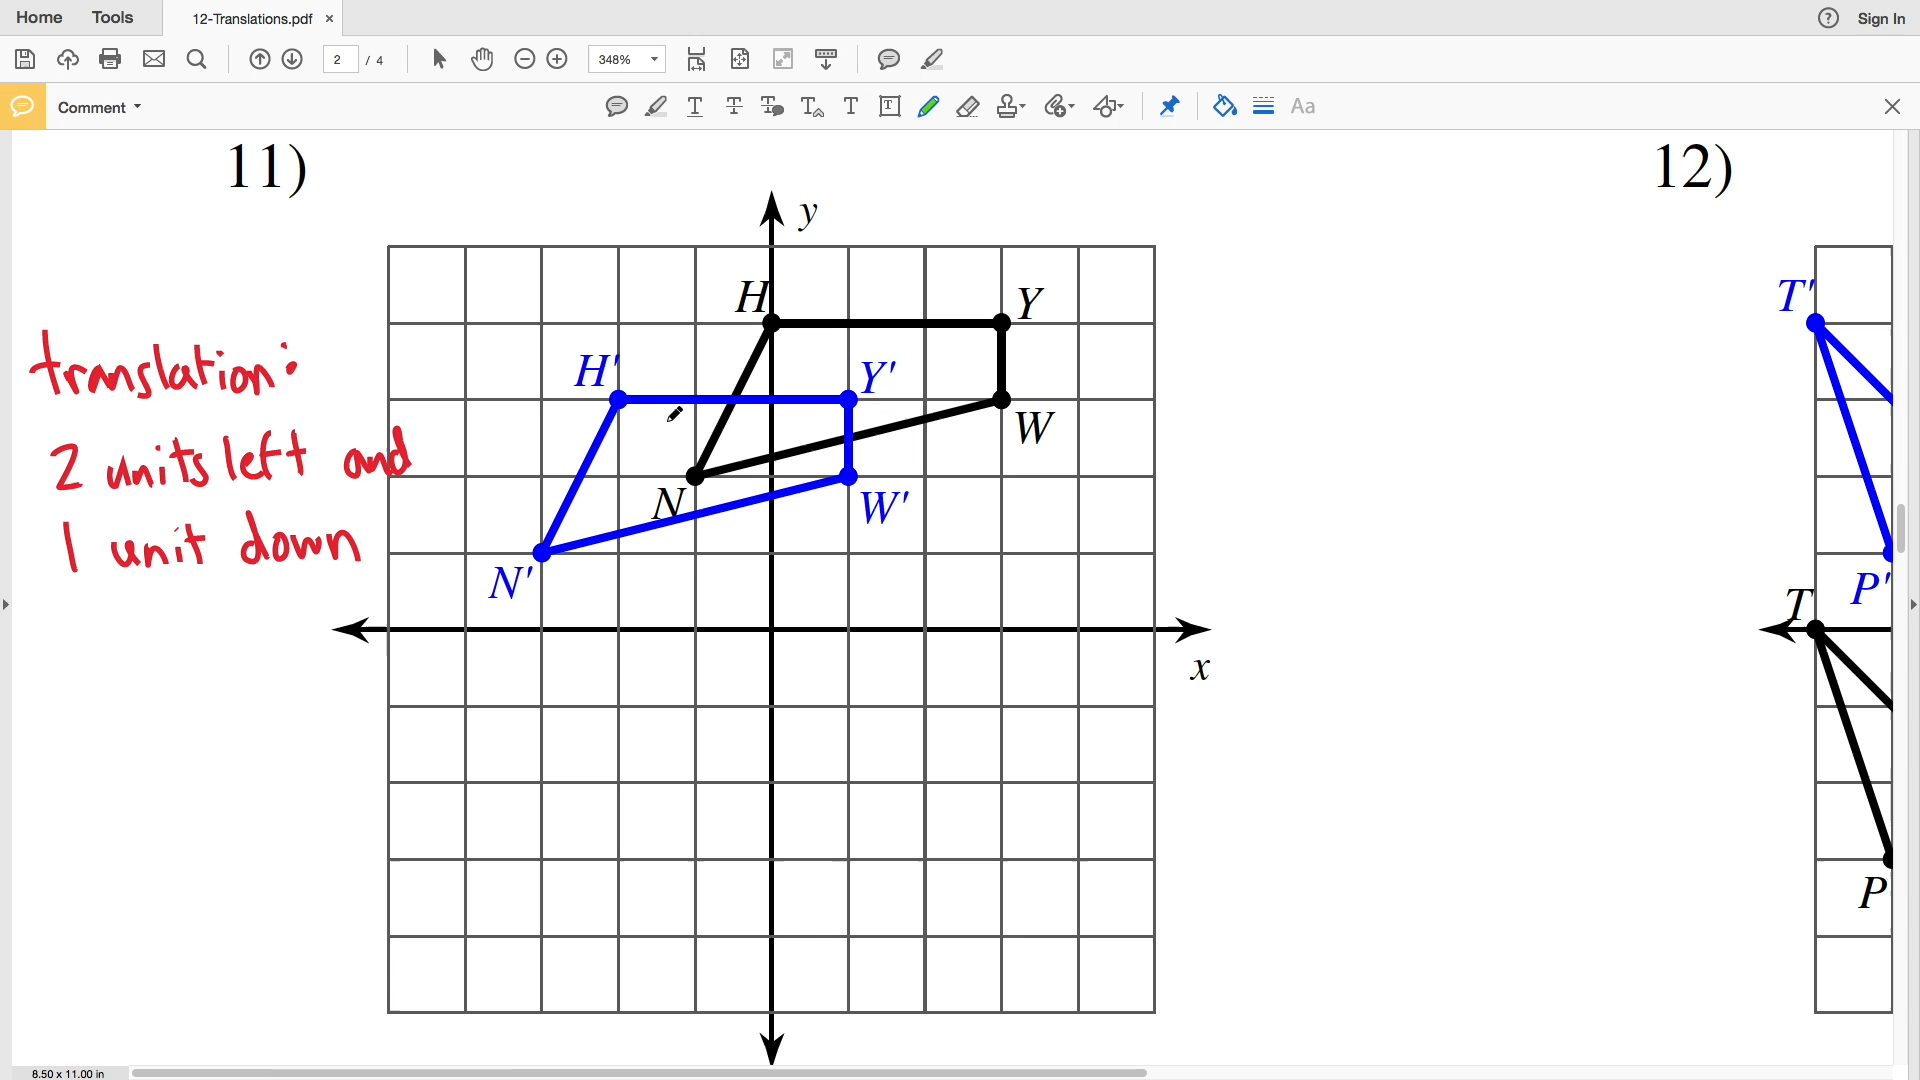 Home Tools 12-Translations.pdf × ? Sign In
2 / 4 348%
Comment T T T T T T Aa
11) 12)
y
H Y
T'
translation: H' Y'
2 units left and W
N W'
1 unit down
N' P'
T
x
P
8.50 x 11.00 in